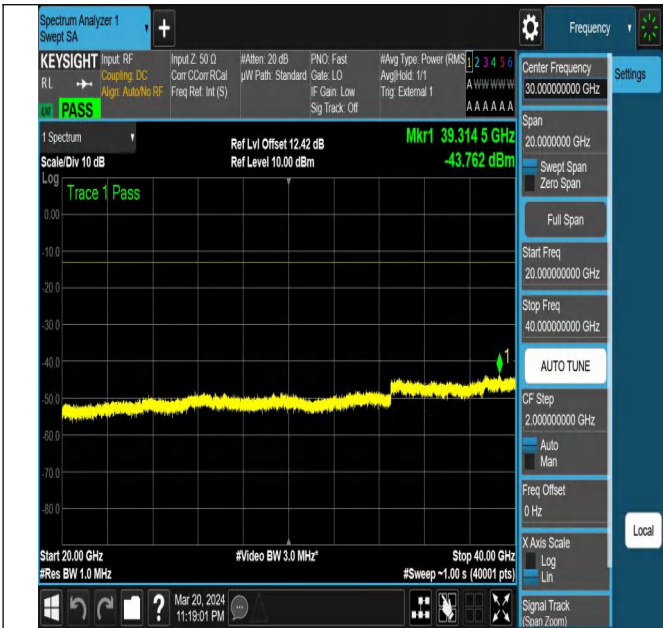 Spectrum Analyzer 1
Swept SA
+
Frequency
KEYSIGHT
RL
PASS
Input: RF
Coupling: DC
Align: Auto/No RF
Input Z: 50 Ω
Corr CCorr RCal
Freq Ref: Int (S)
#Atten: 20 dB
µW Path: Standard
PNO: Fast
Gate: LO
IF Gain: Low
Sig Track: Off
#Avg Type: Power (RMS
Avg|Hold: 1/1
Trig: External 1
1 2 3 4 5 6
A W W W W W
A A A A A A
Center Frequency
30.000000000 GHz
Settings
1 Spectrum
Scale/Div 10 dB
Ref Lvl Offset 12.42 dB
Ref Level 10.00 dBm
Mkr1 39.314 5 GHz
-43.762 dBm
Span
20.0000000 GHz
Swept Span
Zero Span
Full Span
Start Freq
20.000000000 GHz
Stop Freq
40.000000000 GHz
AUTO TUNE
CF Step
2.000000000 GHz
Auto
Man
Freq Offset
0 Hz
X Axis Scale
Log
Lin
Signal Track
(Span Zoom)
Local
Log
Trace 1 Pass
0.00
-10.0
-20.0
-30.0
-40.0
1
-50.0
-60.0
-70.0
-80.0
Start 20.00 GHz
#Res BW 1.0 MHz
#Video BW 3.0 MHz*
Stop 40.00 GHz
#Sweep ~1.00 s (40001 pts)
?
Mar 20, 2024
11:19:01 PM